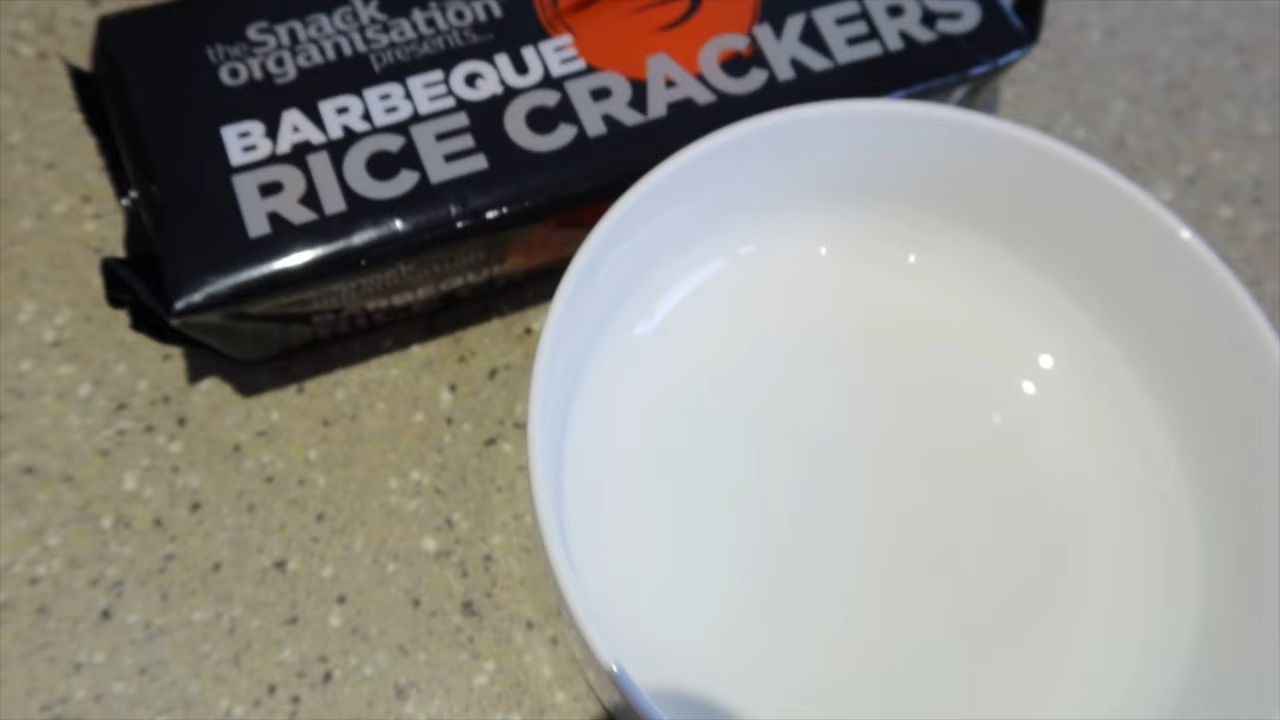 the Snack
organisation
presents...
BARBEQUE
RICE CRACKERS